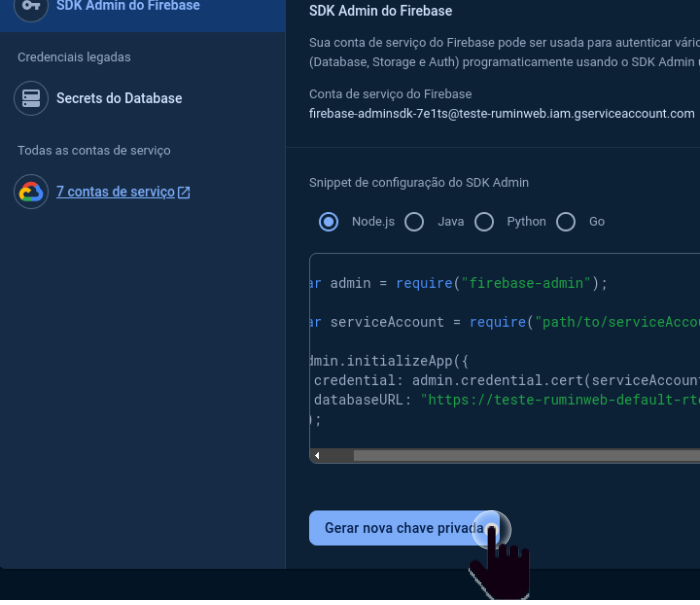 SDK Admin do Firebase
Credenciais legadas
Secrets do Database
Todas as contas de serviço
7 contas de serviço
SDK Admin do Firebase
Sua conta de serviço do Firebase pode ser usada para autenticar vário
(Database, Storage e Auth) programaticamente usando o SDK Admin u
Conta de serviço do Firebase
firebase-adminsdk-7e1ts@teste-ruminweb.iam.gserviceaccount.com
Snippet de configuração do SDK Admin
Node.js Java Python Go
ar admin = require("firebase-admin");
ar serviceAccount = require("path/to/serviceAccou
dmin.initializeApp({
credential: admin.credential.cert(serviceAccount
databaseURL: "https://teste-ruminweb-default-rtd
);
Gerar nova chave privada